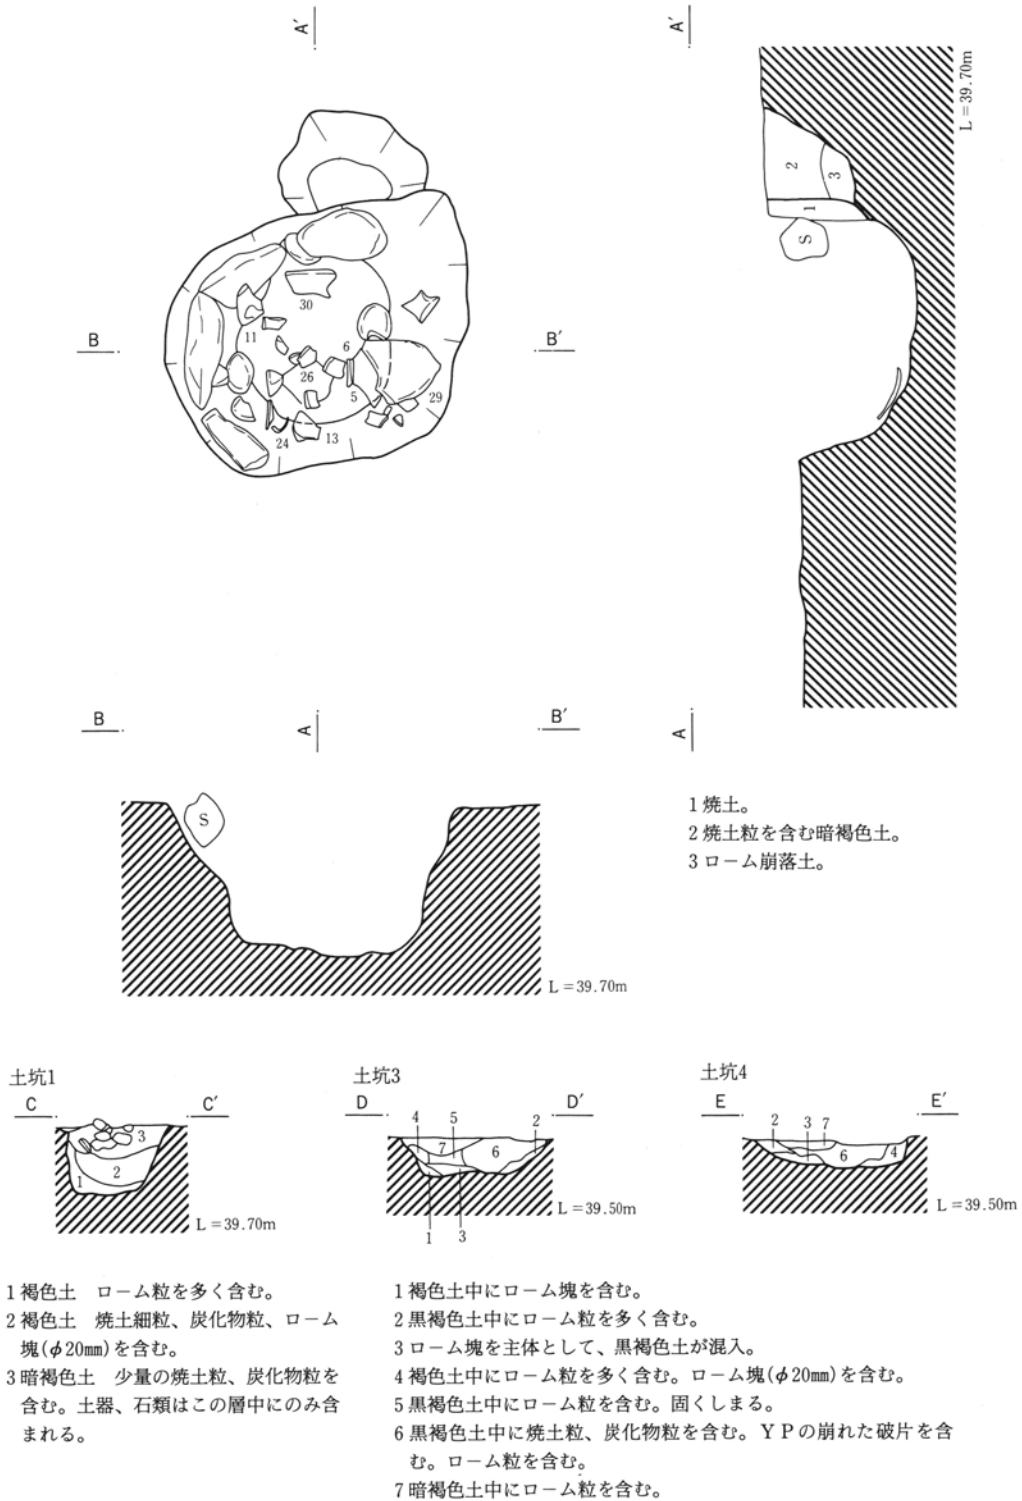 A′
A′
L＝39.70m
2
3
1
S
30
11
B
B′
6
26
5
29
24
13
B
A
B′
A
S
1 焼土。
2 焼土粒を含む暗褐色土。
3 ローム崩落土。
L＝39.70m
土坑1
C
C′
3
2
1
L＝39.70m
土坑3
D
D′
4
5
2
7
6
L＝39.50m
1
3
土坑4
E
E′
2
3
7
6
4
L＝39.50m
1 褐色土　ローム粒を多く含む。
2 褐色土　焼土細粒、炭化物粒、ローム
塊(φ20㎜)を含む。
3 暗褐色土　少量の焼土粒、炭化物粒を
含む。土器、石類はこの層中にのみ含
まれる。
1 褐色土中にローム塊を含む。
2 黒褐色土中にローム粒を多く含む。
3 ローム塊を主体として、黒褐色土が混入。
4 褐色土中にローム粒を多く含む。ローム塊(φ20㎜)を含む。
5 黒褐色土中にローム粒を含む。固くしまる。
6 黒褐色土中に焼土粒、炭化物粒を含む。ＹＰの崩れた破片を含
む。ローム粒を含む。
7 暗褐色土中にローム粒を含む。